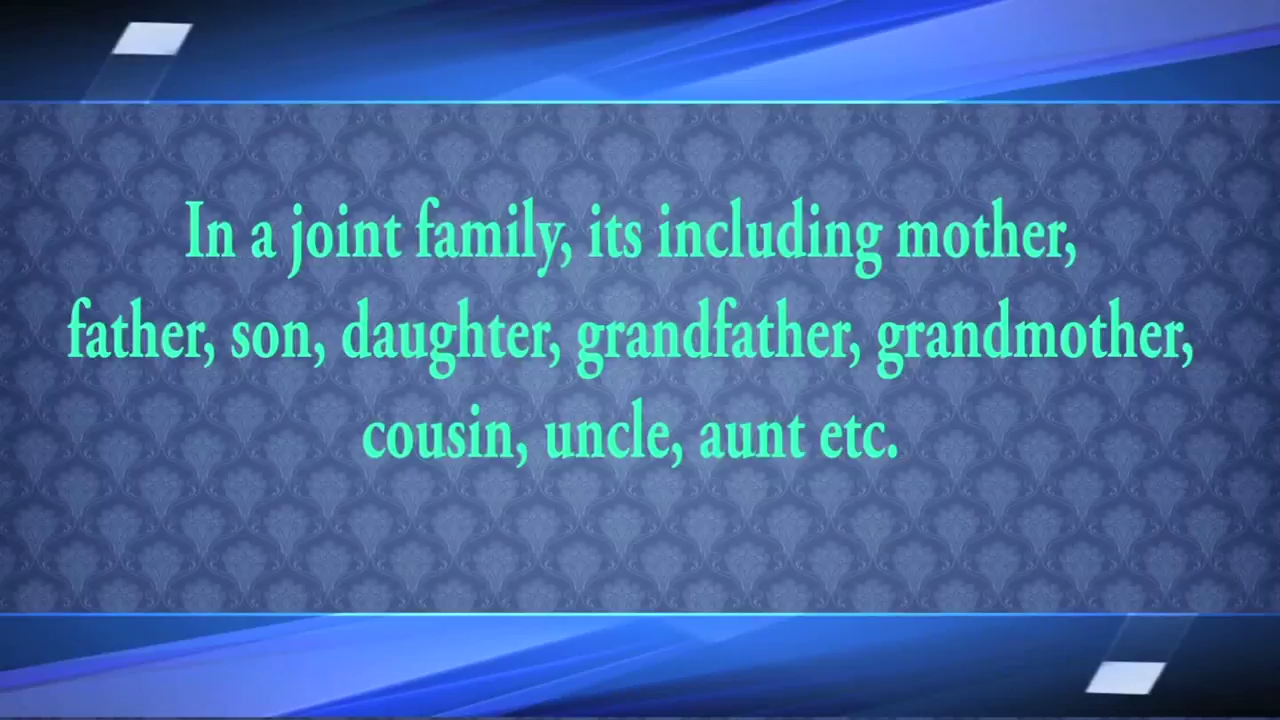 In a joint family, its including mother,
father, son, daughter, grandfather, grandmother,
cousin, uncle, aunt etc.